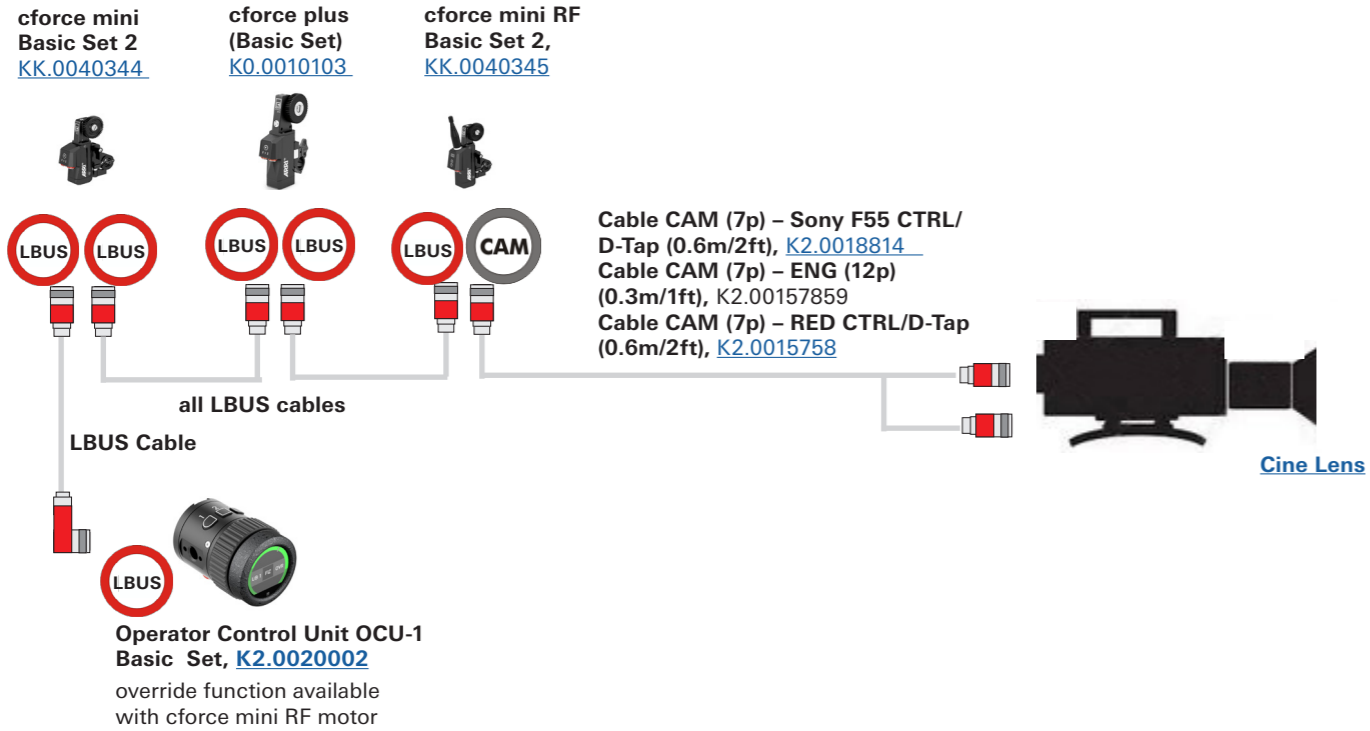 cforce mini
Basic Set 2
KK.0040344
cforce plus
(Basic Set)
K0.0010103
cforce mini RF
Basic Set 2,
KK.0040345
LBUS
LBUS
LBUS
LBUS
LBUS
CAM
Cable CAM (7p) – Sony F55 CTRL/
D-Tap (0.6m/2ft), K2.0018814
Cable CAM (7p) – ENG (12p)
(0.3m/1ft), K2.00157859
Cable CAM (7p) – RED CTRL/D-Tap
(0.6m/2ft), K2.0015758
all LBUS cables
LBUS Cable
Cine Lens
LBUS
Operator Control Unit OCU-1
Basic Set, K2.0020002
override function available
with cforce mini RF motor